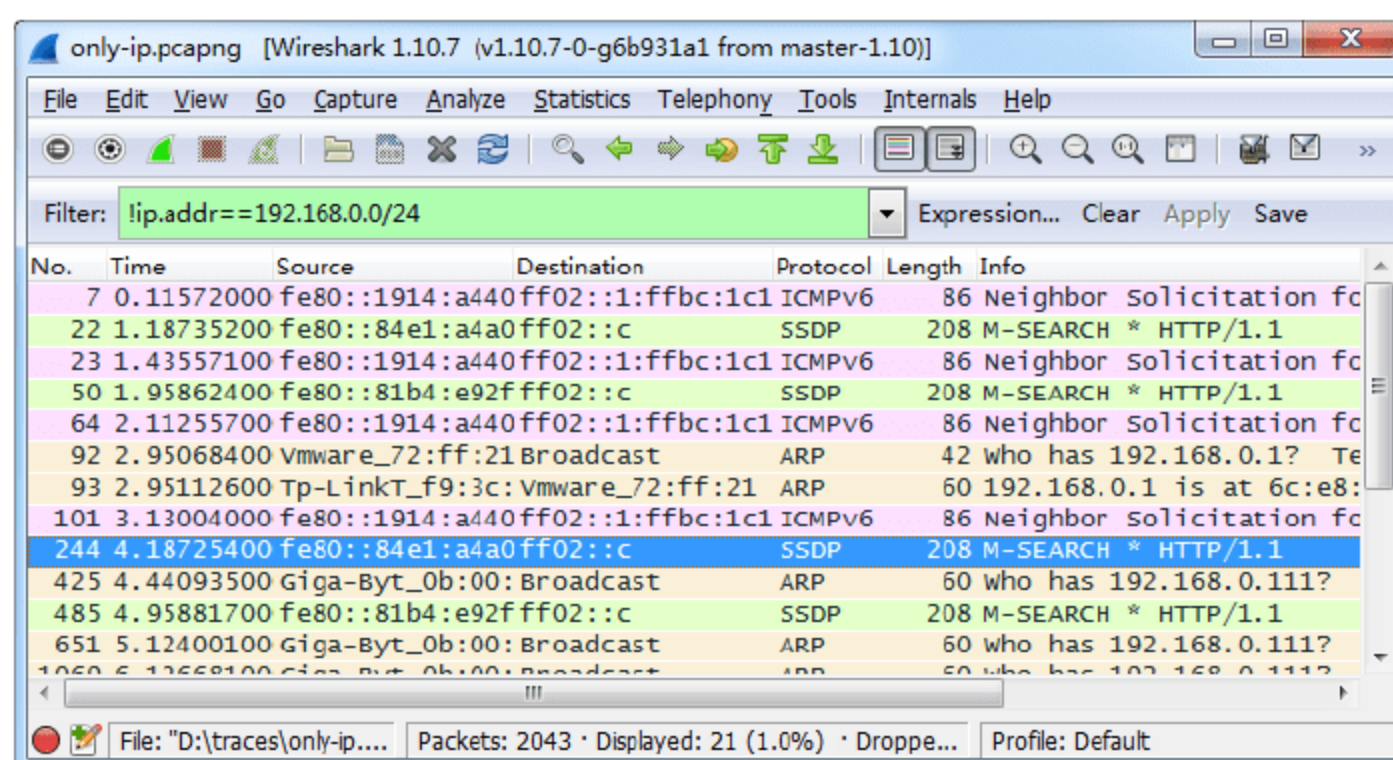 only-ip.pcapng [Wireshark 1.10.7 (v1.10.7-0-g6b931a1 from master-1.10)]
File Edit View Go Capture Analyze Statistics Telephony Tools Internals Help
Filter: !ip.addr==192.168.0.0/24 Expression... Clear Apply Save
No. Time Source Destination Protocol Length Info
7 0.11572000 fe80::1914:a440 ff02::1:ffbc:1c1 ICMPv6 86 Neighbor Solicitation fo
22 1.18735200 fe80::84e1:a4a0 ff02::c SSDP 208 M-SEARCH * HTTP/1.1
23 1.43557100 fe80::1914:a440 ff02::1:ffbc:1c1 ICMPv6 86 Neighbor Solicitation fo
50 1.95862400 fe80::81b4:e92f ff02::c SSDP 208 M-SEARCH * HTTP/1.1
64 2.11255700 fe80::1914:a440 ff02::1:ffbc:1c1 ICMPv6 86 Neighbor Solicitation fo
92 2.95068400 Vmware_72:ff:21 Broadcast ARP 42 Who has 192.168.0.1? Te
93 2.95112600 Tp-LinkT_f9:3c: Vmware_72:ff:21 ARP 60 192.168.0.1 is at 6c:e8:
101 3.13004000 fe80::1914:a440 ff02::1:ffbc:1c1 ICMPv6 86 Neighbor Solicitation fo
244 4.18725400 fe80::84e1:a4a0 ff02::c SSDP 208 M-SEARCH * HTTP/1.1
425 4.44093500 Giga-Byt_0b:00: Broadcast ARP 60 Who has 192.168.0.111?
485 4.95881700 fe80::81b4:e92f ff02::c SSDP 208 M-SEARCH * HTTP/1.1
651 5.12400100 Giga-Byt_0b:00: Broadcast ARP 60 Who has 192.168.0.111?
Giga-Byt_0b:00: Broadcast ARP 60 Who has 192.168.0.111?
File: "D:\traces\only-ip.... Packets: 2043 · Displayed: 21 (1.0%) · Droppe... Profile: Default